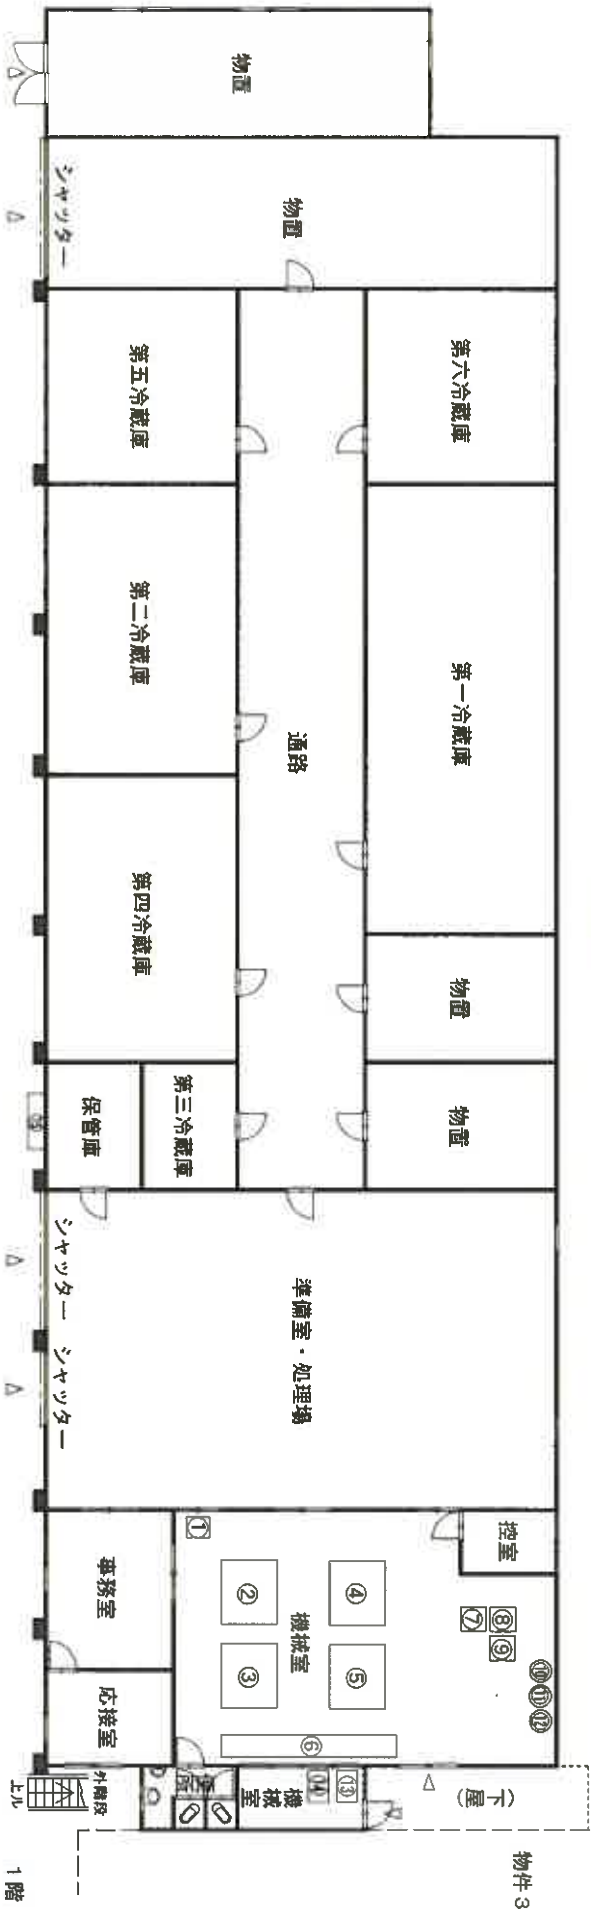 物件3
1階
物置
シャッター
物置
第六冷蔵庫
第五冷蔵庫
第一冷蔵庫
第二冷蔵庫
通路
第四冷蔵庫
物置
物置
第三冷蔵庫
保管庫
準備室・処理場
シャッター シャッター
控室
機械室
①
②
③
④
⑤
⑥
⑦
⑧
⑨
⑩
⑪
⑫
事務室
応接室
機械室
⑬
⑭
(下屋)
外階段
上ル